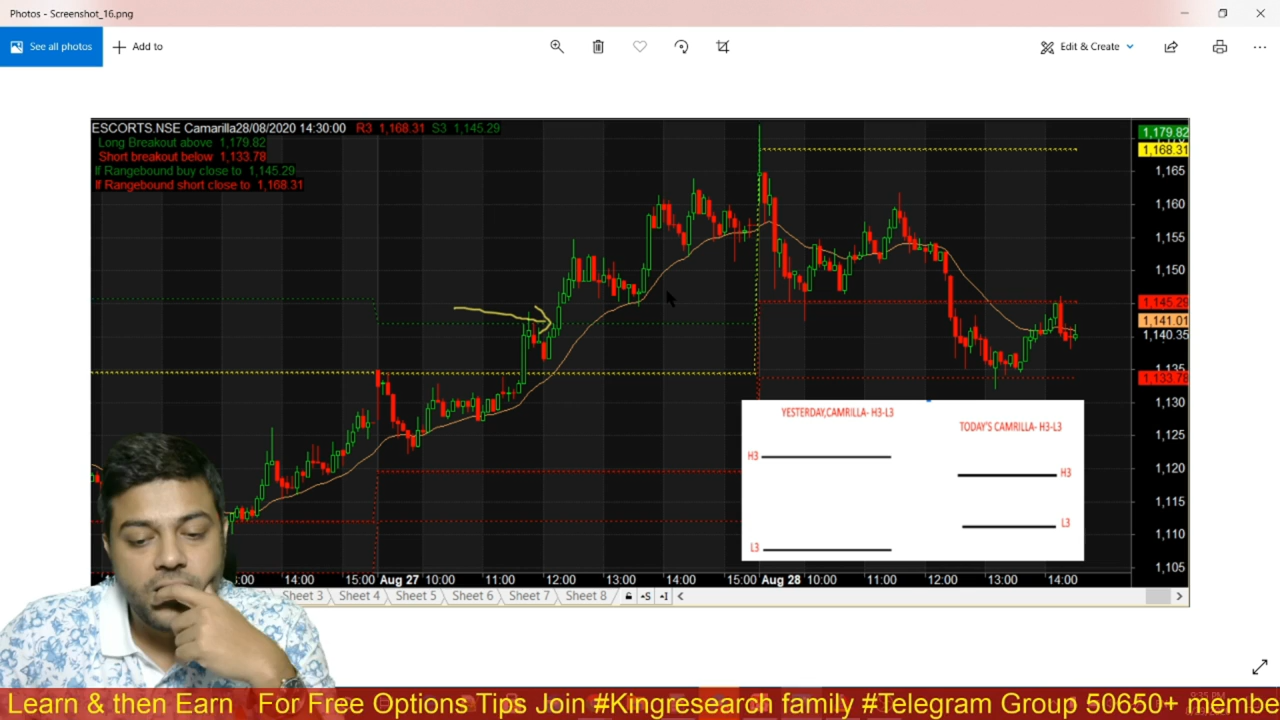 Photos - Screenshot_16.png
See all photos
Add to
Edit & Create
ESCORTS.NSE Camarilla28/08/2020 14:30:00 R3 1,168.31 S3 1,145.29
Long Breakout above 1,179.82
Short breakout below 1,133.78
If Rangebound buy close to 1,145.29
If Rangebound short close to 1,168.31
1,179.82
1,168.31
1,165
1,160
1,155
1,150
1,145.29
1,141.01
1,140.35
1,133.78
1,130
1,125
1,120
1,115
1,110
1,105
YESTERDAY,CAMRILLA- H3-L3
TODAY'S CAMRILLA- H3-L3
H3
H3
L3
L3
:00 14:00 15:00 Aug 27 10:00 11:00 12:00 13:00 14:00 15:00 Aug 28 10:00 11:00 12:00 13:00 14:00
Sheet 3 Sheet 4 Sheet 5 Sheet 6 Sheet 7 Sheet 8
Learn & then Earn For Free Options Tips Join #Kingresearch family #Telegram Group 50650+ membe
9:35 PM